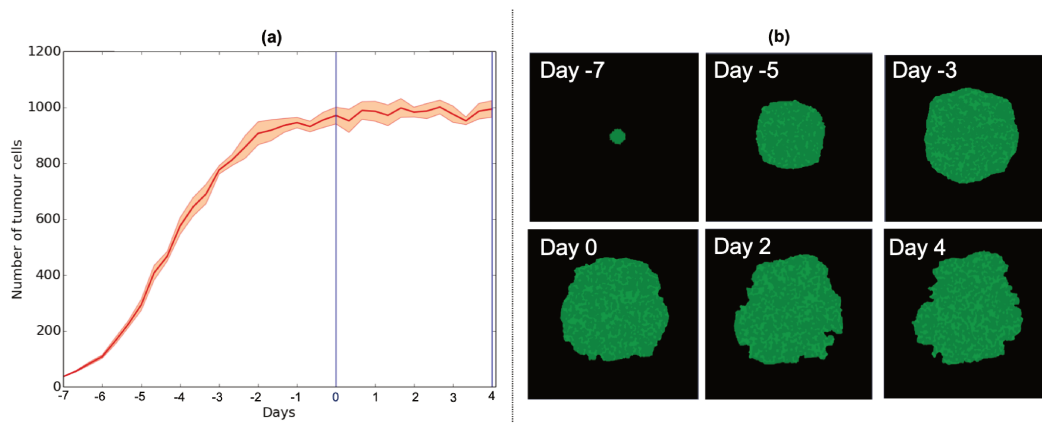 (a)
1200
1000
800
600
400
200
0
Number of tumour cells
-7 -6 -5 -4 -3 -2 -1 0 1 2 3 4
Days
(b)
Day -7 Day -5 Day -3
Day 0 Day 2 Day 4